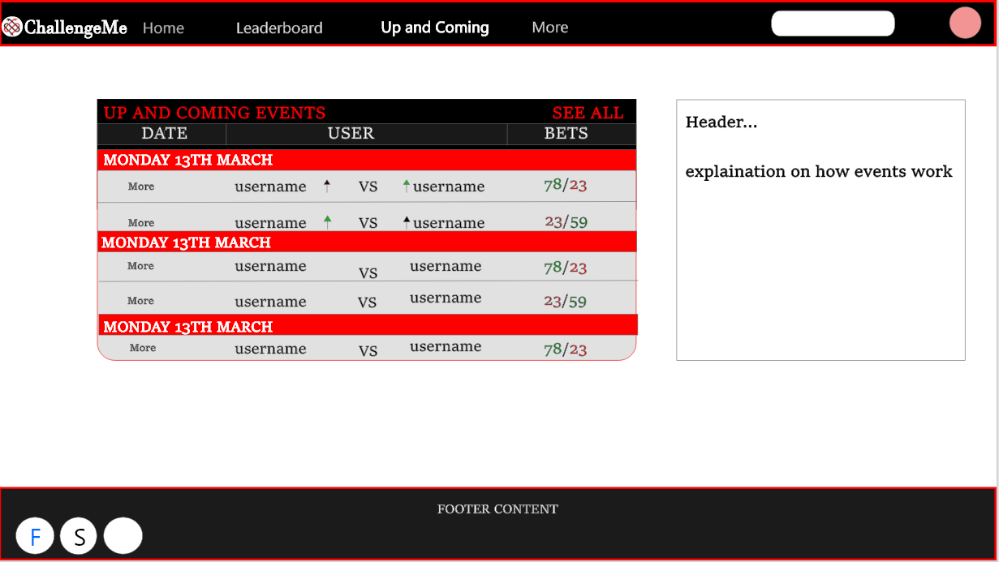 ChallengeMe Home Leaderboard Up and Coming More
UP AND COMING EVENTS SEE ALL
DATE USER BETS
MONDAY 13TH MARCH
More username VS username 78/23
More username VS username 23/59
MONDAY 13TH MARCH
More username VS username 78/23
More username VS username 23/59
MONDAY 13TH MARCH
More username VS username 78/23
Header...
explaination on how events work
FOOTER CONTENT
F S